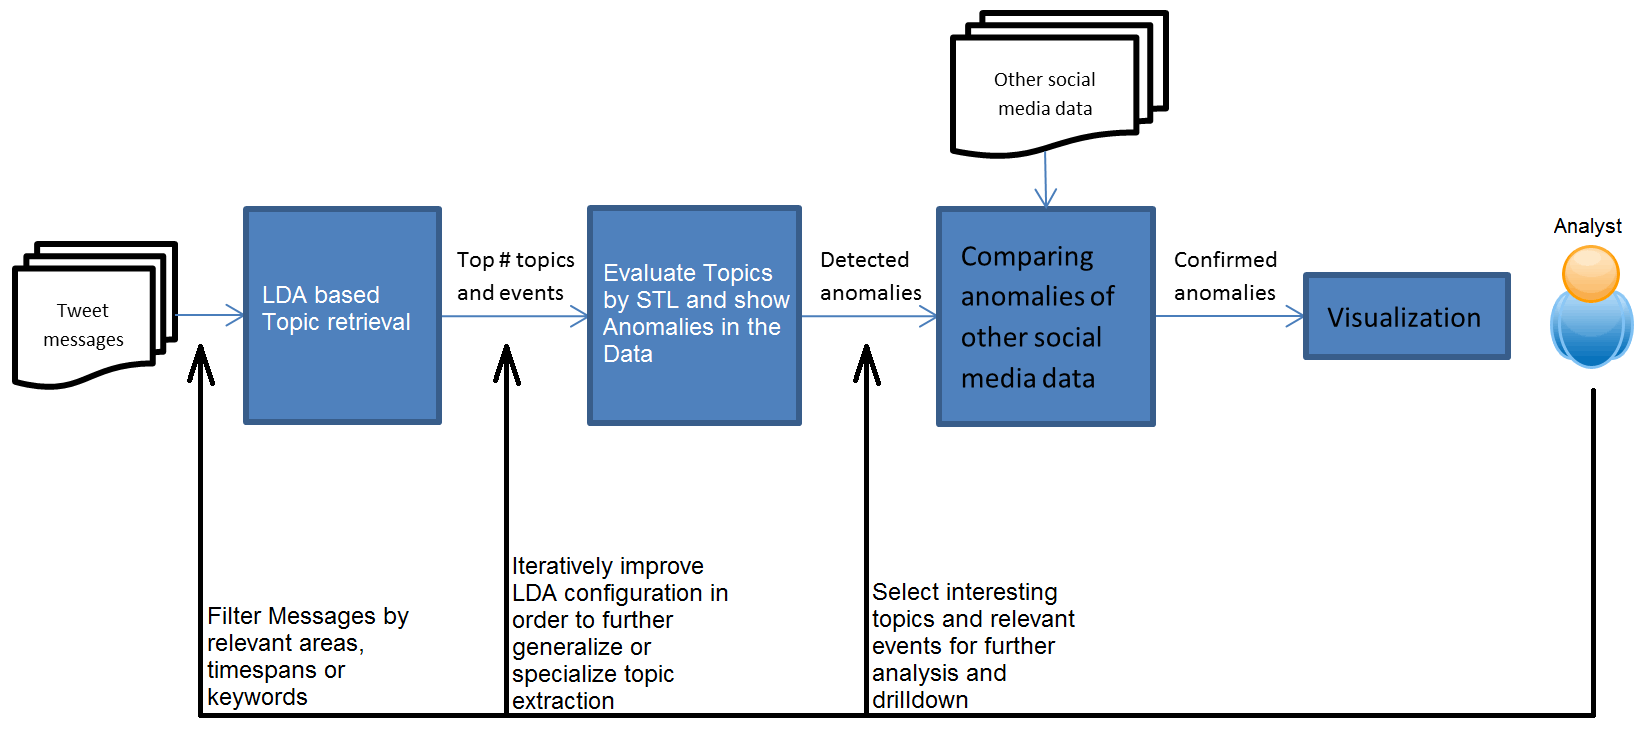 Other social
media data
Tweet
messages
LDA based
Topic retrieval
Top # topics
and events
Evaluate Topics
by STL and show
Anomalies in the
Data
Detected
anomalies
Comparing
anomalies of
other social
media data
Confirmed
anomalies
Visualization
Analyst
Filter Messages by
relevant areas,
timespans or
keywords
Iteratively improve
LDA configuration in
order to further
generalize or
specialize topic
extraction
Select interesting
topics and relevant
events for further
analysis and
drilldown